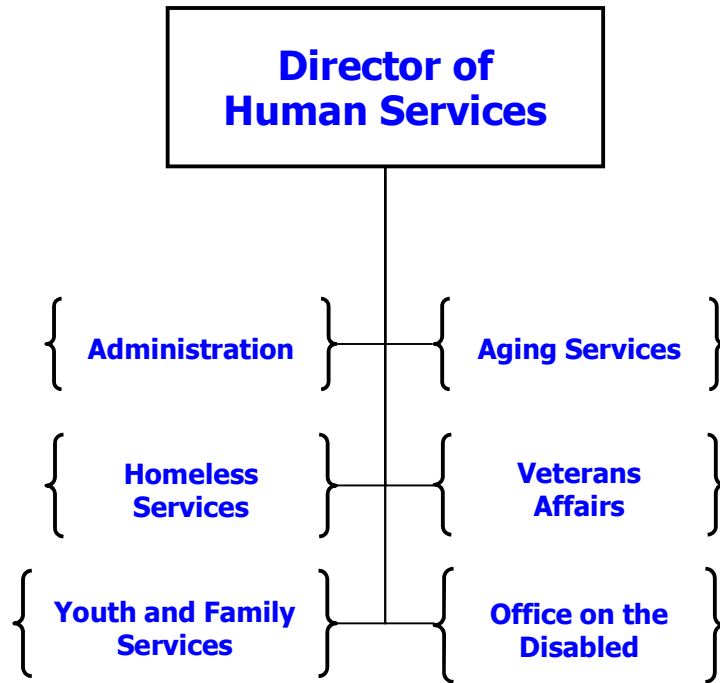 Director of
Human Services
Administration
Aging Services
Homeless
Services
Veterans
Affairs
Youth and Family
Services
Office on the
Disabled